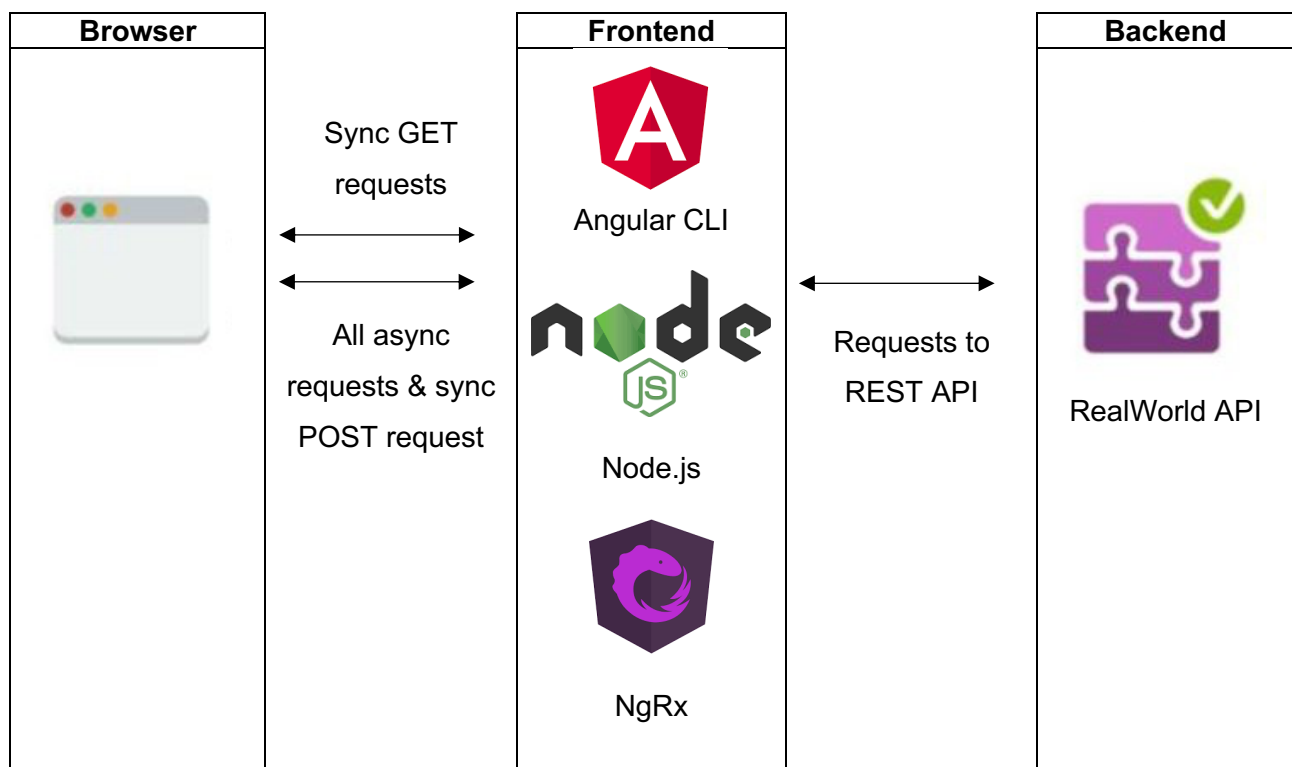 Browser
Frontend
Backend
Sync GET
requests
All async
requests & sync
POST request
A
Angular CLI
node
JS®
Node.js
NgRx
Requests to
REST API
RealWorld API